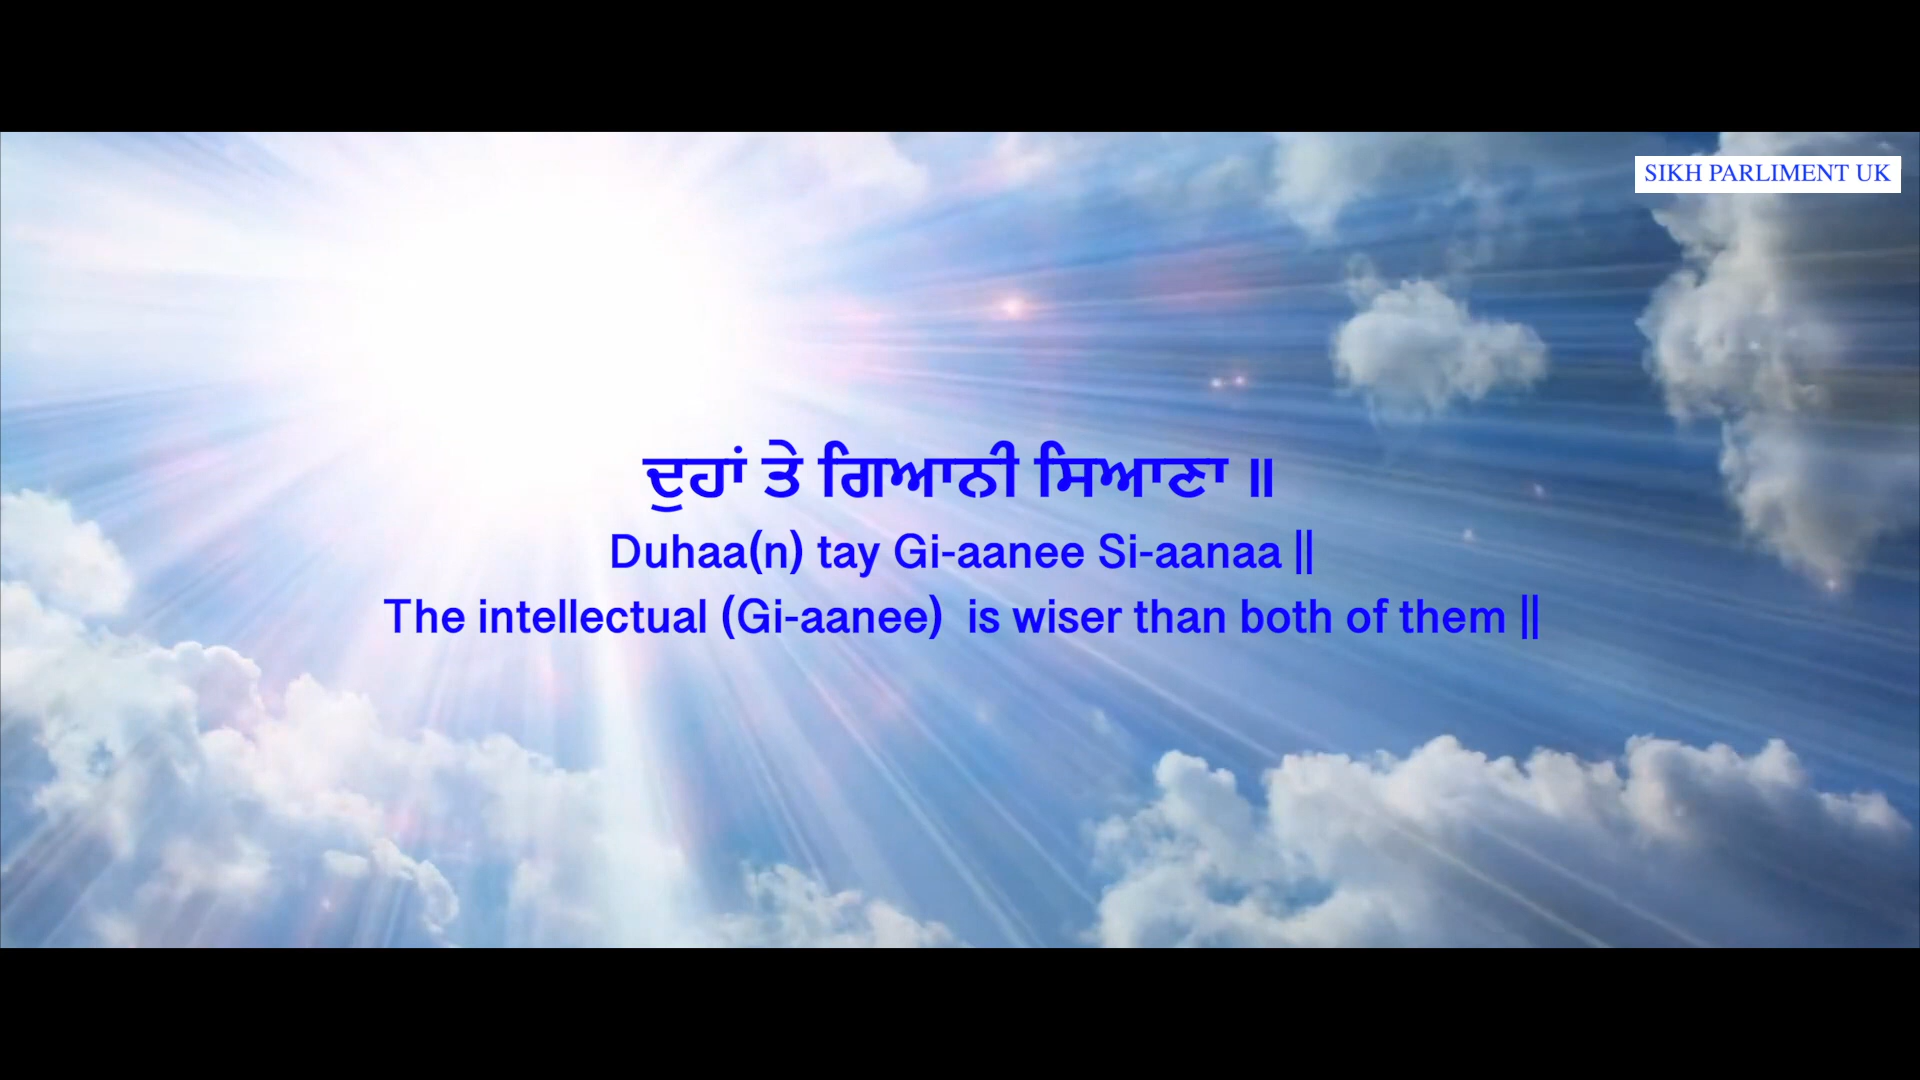 SIKH PARLIMENT UK
ਦੁਹਾਂ ਤੇ ਗਿਆਨੀ ਸਿਆਣਾ ॥
Duhaa(n) tay Gi-aanee Si-aanaa ||
The intellectual (Gi-aanee)  is wiser than both of them ||